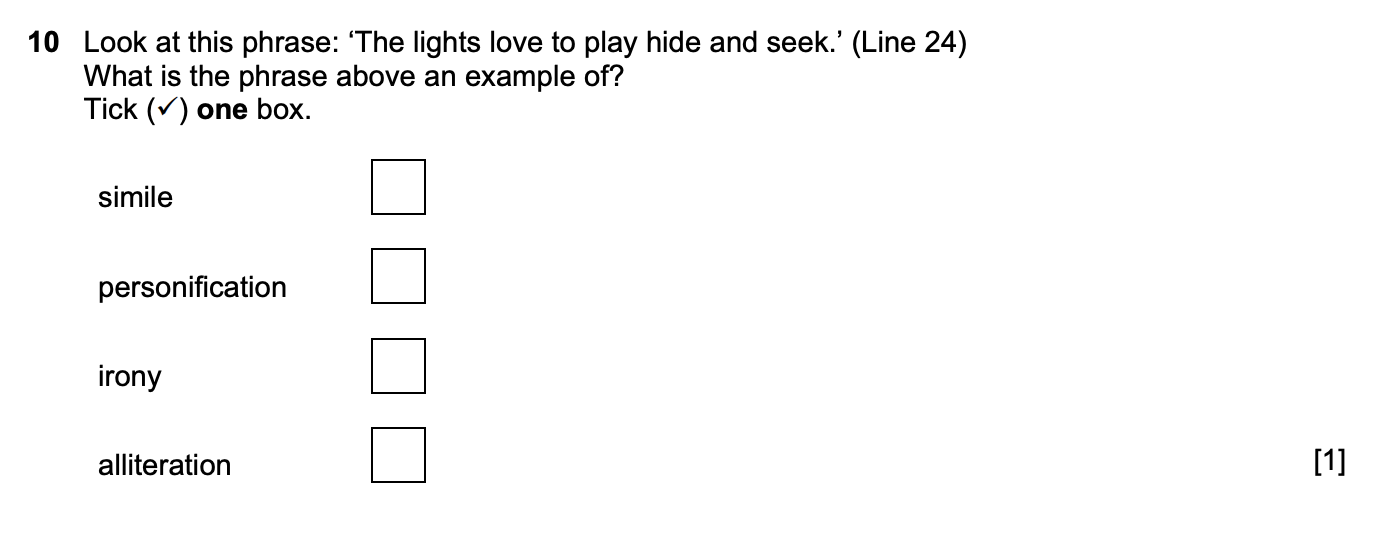 10 Look at this phrase: ‘The lights love to play hide and seek.’ (Line 24)
What is the phrase above an example of?
Tick (✓) one box.
simile
personification
irony
alliteration
[1]